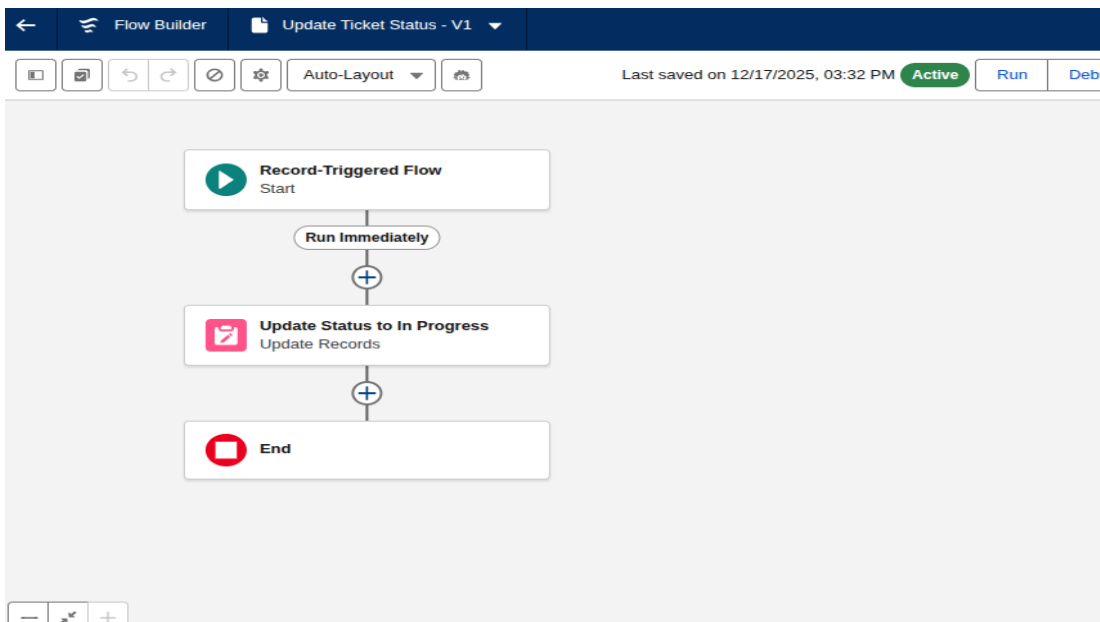 Flow Builder
Update Ticket Status - V1
Auto-Layout
Last saved on 12/17/2025, 03:32 PM
Active
Run
Deb
Record-Triggered Flow
Start
Run Immediately
Update Status to In Progress
Update Records
End